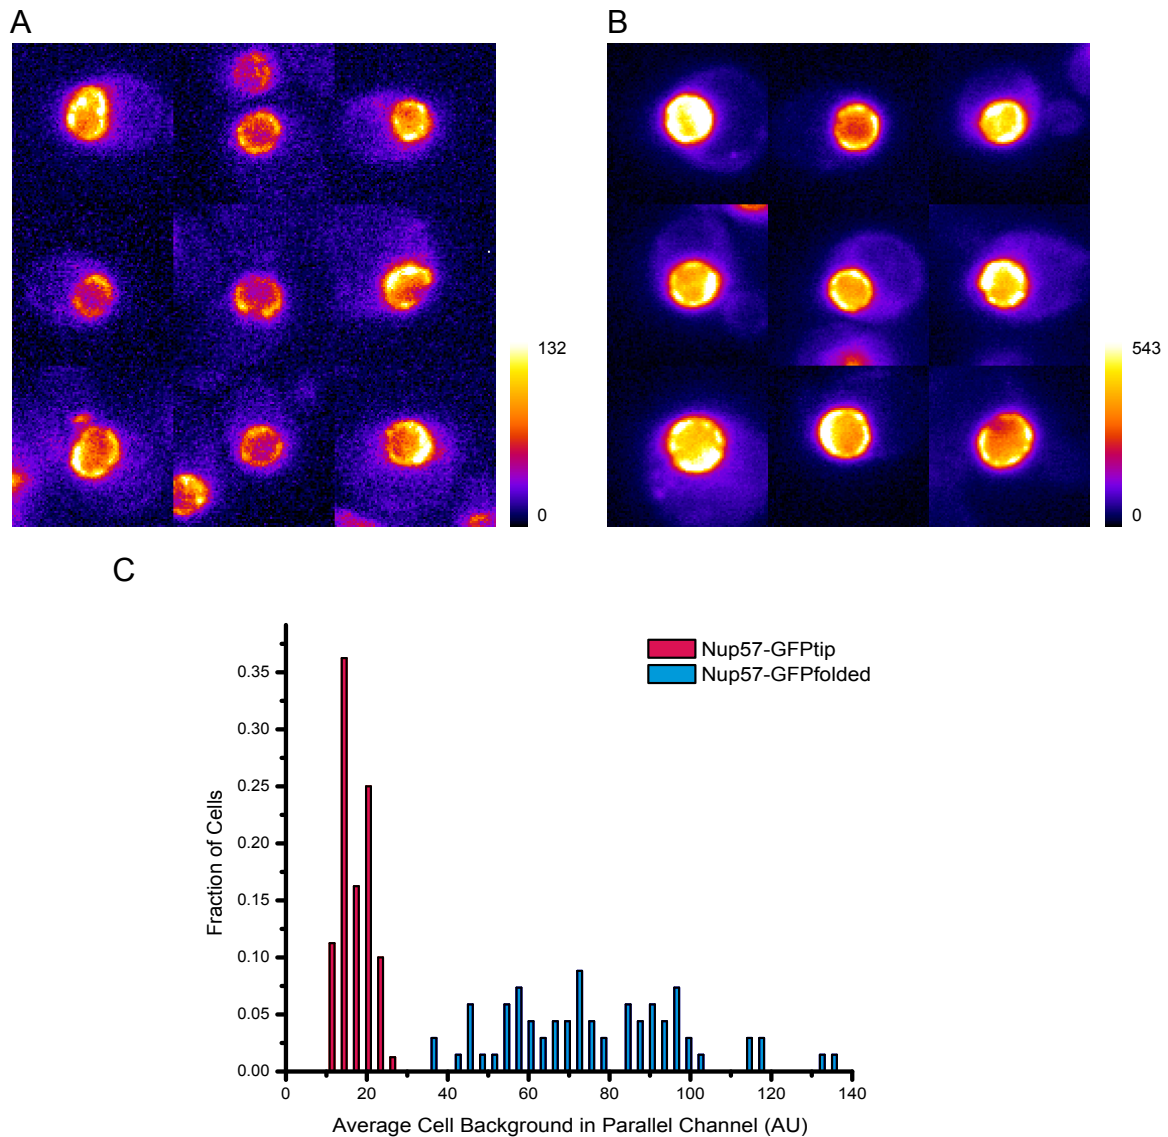 A
B
132
0
543
0
C
Nup57-GFPtip
Nup57-GFPfolded
0.35
0.30
0.25
0.20
0.15
0.10
0.05
0.00
Fraction of Cells
0 20 40 60 80 100 120 140
Average Cell Background in Parallel Channel (AU)